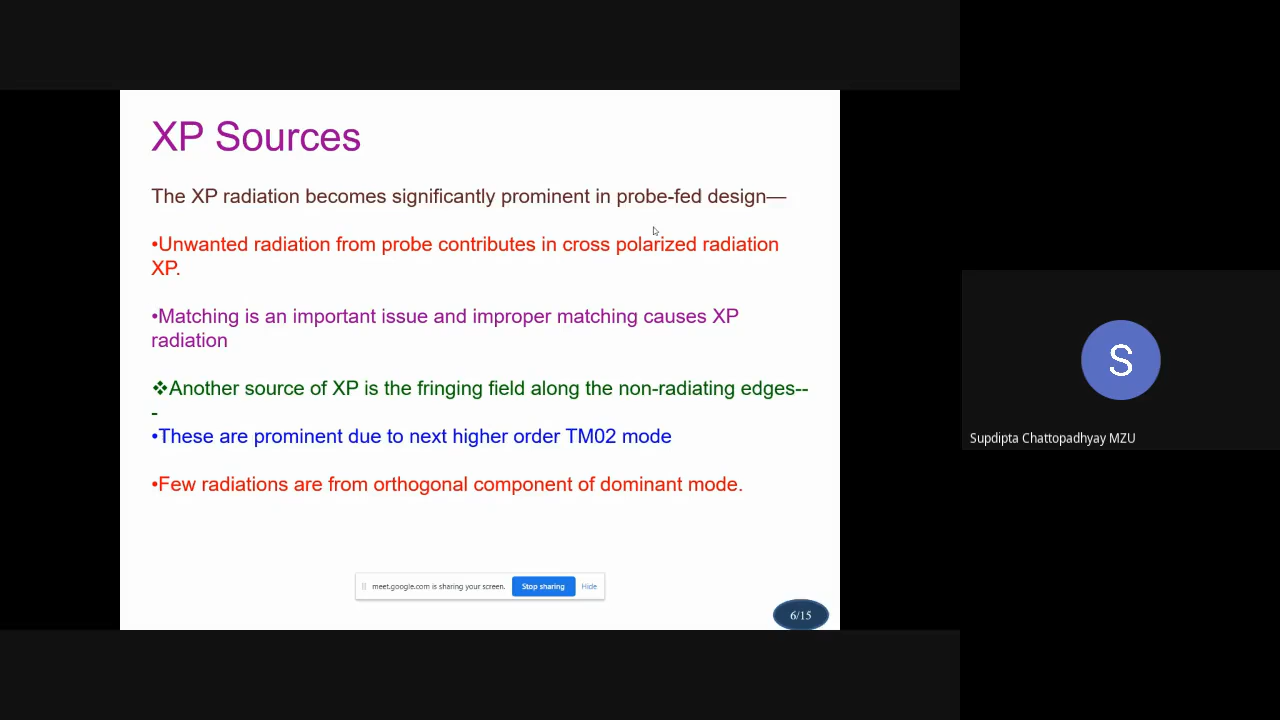 XP Sources
The XP radiation becomes significantly prominent in probe-fed design—
•Unwanted radiation from probe contributes in cross polarized radiation
XP.
•Matching is an important issue and improper matching causes XP
radiation
❖Another source of XP is the fringing field along the non-radiating edges--
-
•These are prominent due to next higher order TM02 mode
•Few radiations are from orthogonal component of dominant mode.
meet.google.com is sharing your screen. Stop sharing Hide
6/15
S
Supdipta Chattopadhyay MZU